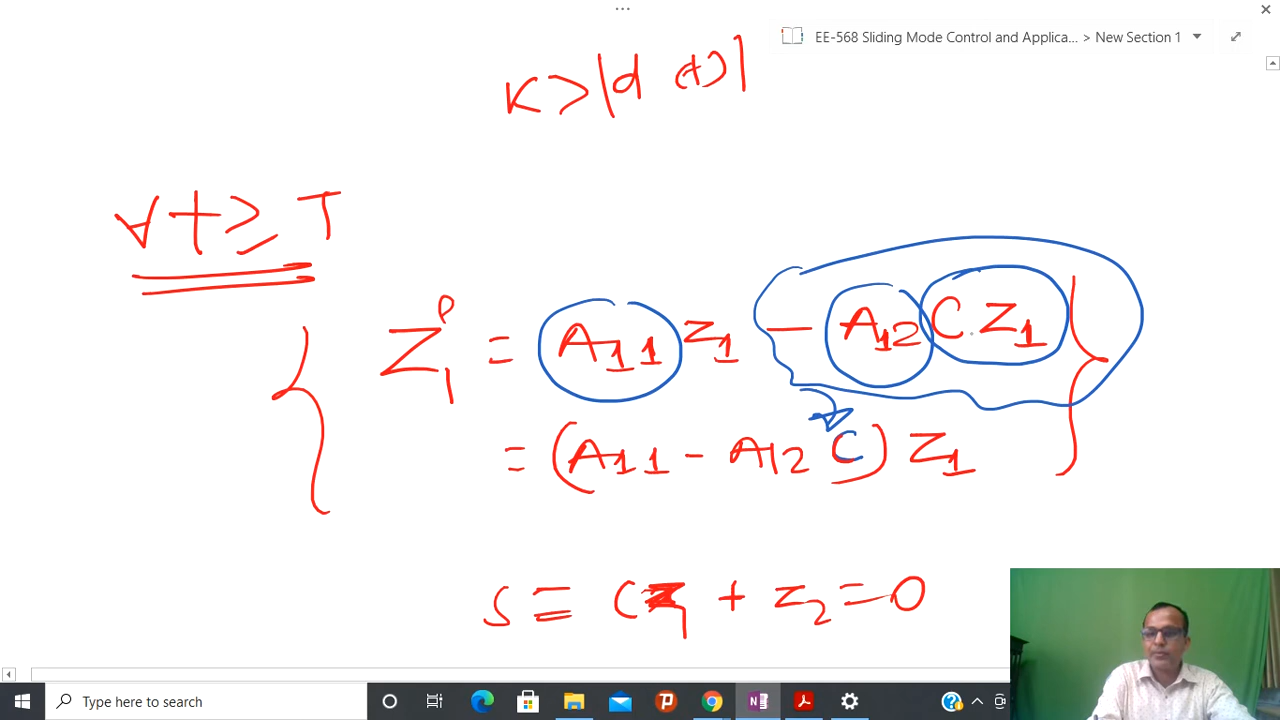 EE-568 Sliding Mode Control and Applica... > New Section 1
K > |d(t)|
∀ t ≥ T
Ż₁ = A₁₁ Z₁ − A₁₂ C Z₁
= (A₁₁ − A₁₂ C) Z₁
S ≡ C Z₁ + Z₂ = 0
Type here to search